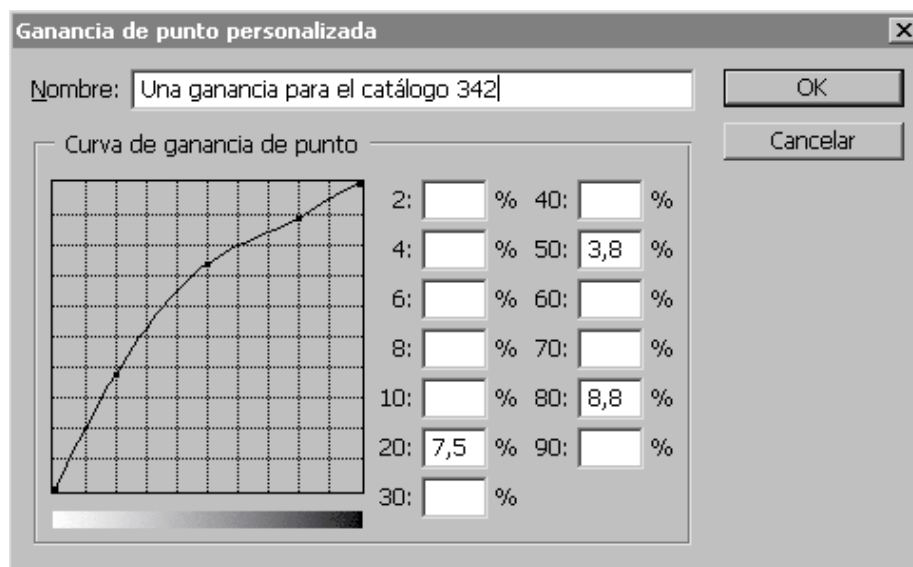 Ganancia de punto personalizada
Nombre: Una ganancia para el catálogo 342
OK
Cancelar
Curva de ganancia de punto
2: % 40: %
4: % 50: 3,8 %
6: % 60: %
8: % 70: %
10: % 80: 8,8 %
20: 7,5 % 90: %
30: %